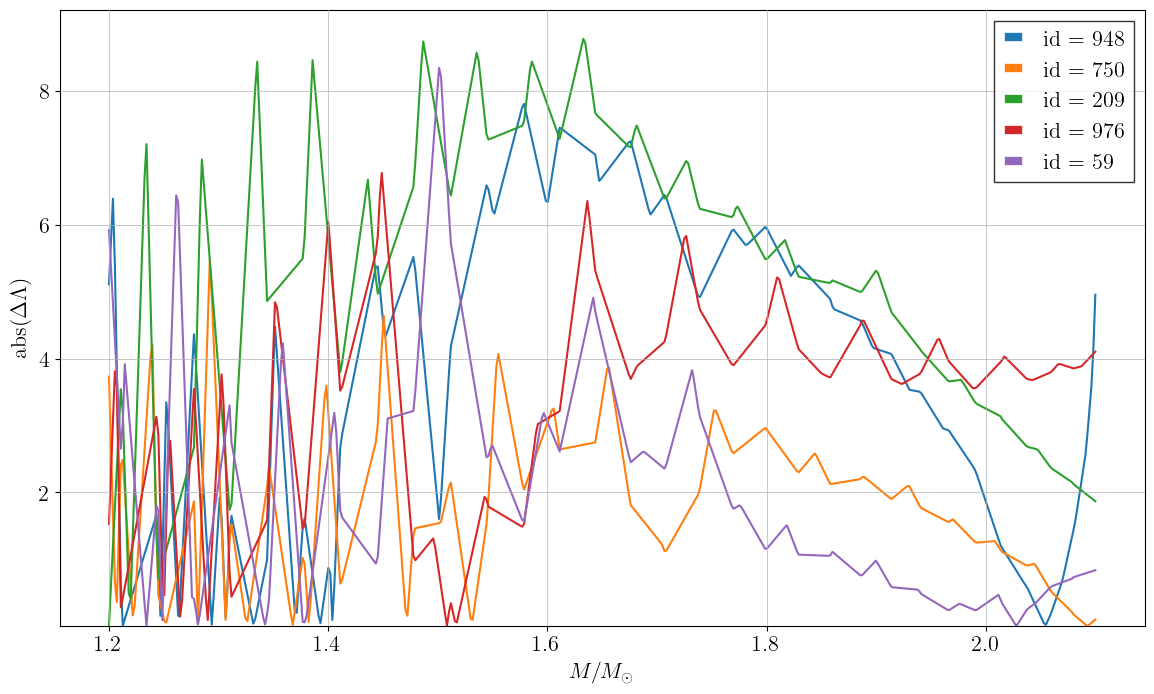 id = 948
id = 750
id = 209
id = 976
id = 59
abs(ΔΛ)
8
6
4
2
1.2 1.4 1.6 1.8 2.0
M/M⊙